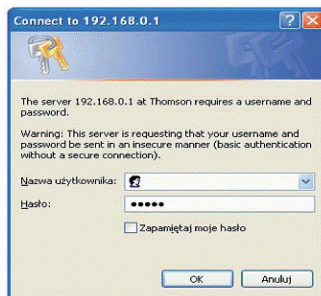 Connect to 192.168.0.1
The server 192.168.0.1 at Thomson requires a username and
password.
Warning: This server is requesting that your username and
password be sent in an insecure manner (basic authentication
without a secure connection).
Nazwa użytkownika:
Hasło: •••••
Zapamiętaj moje hasło
OK Anuluj